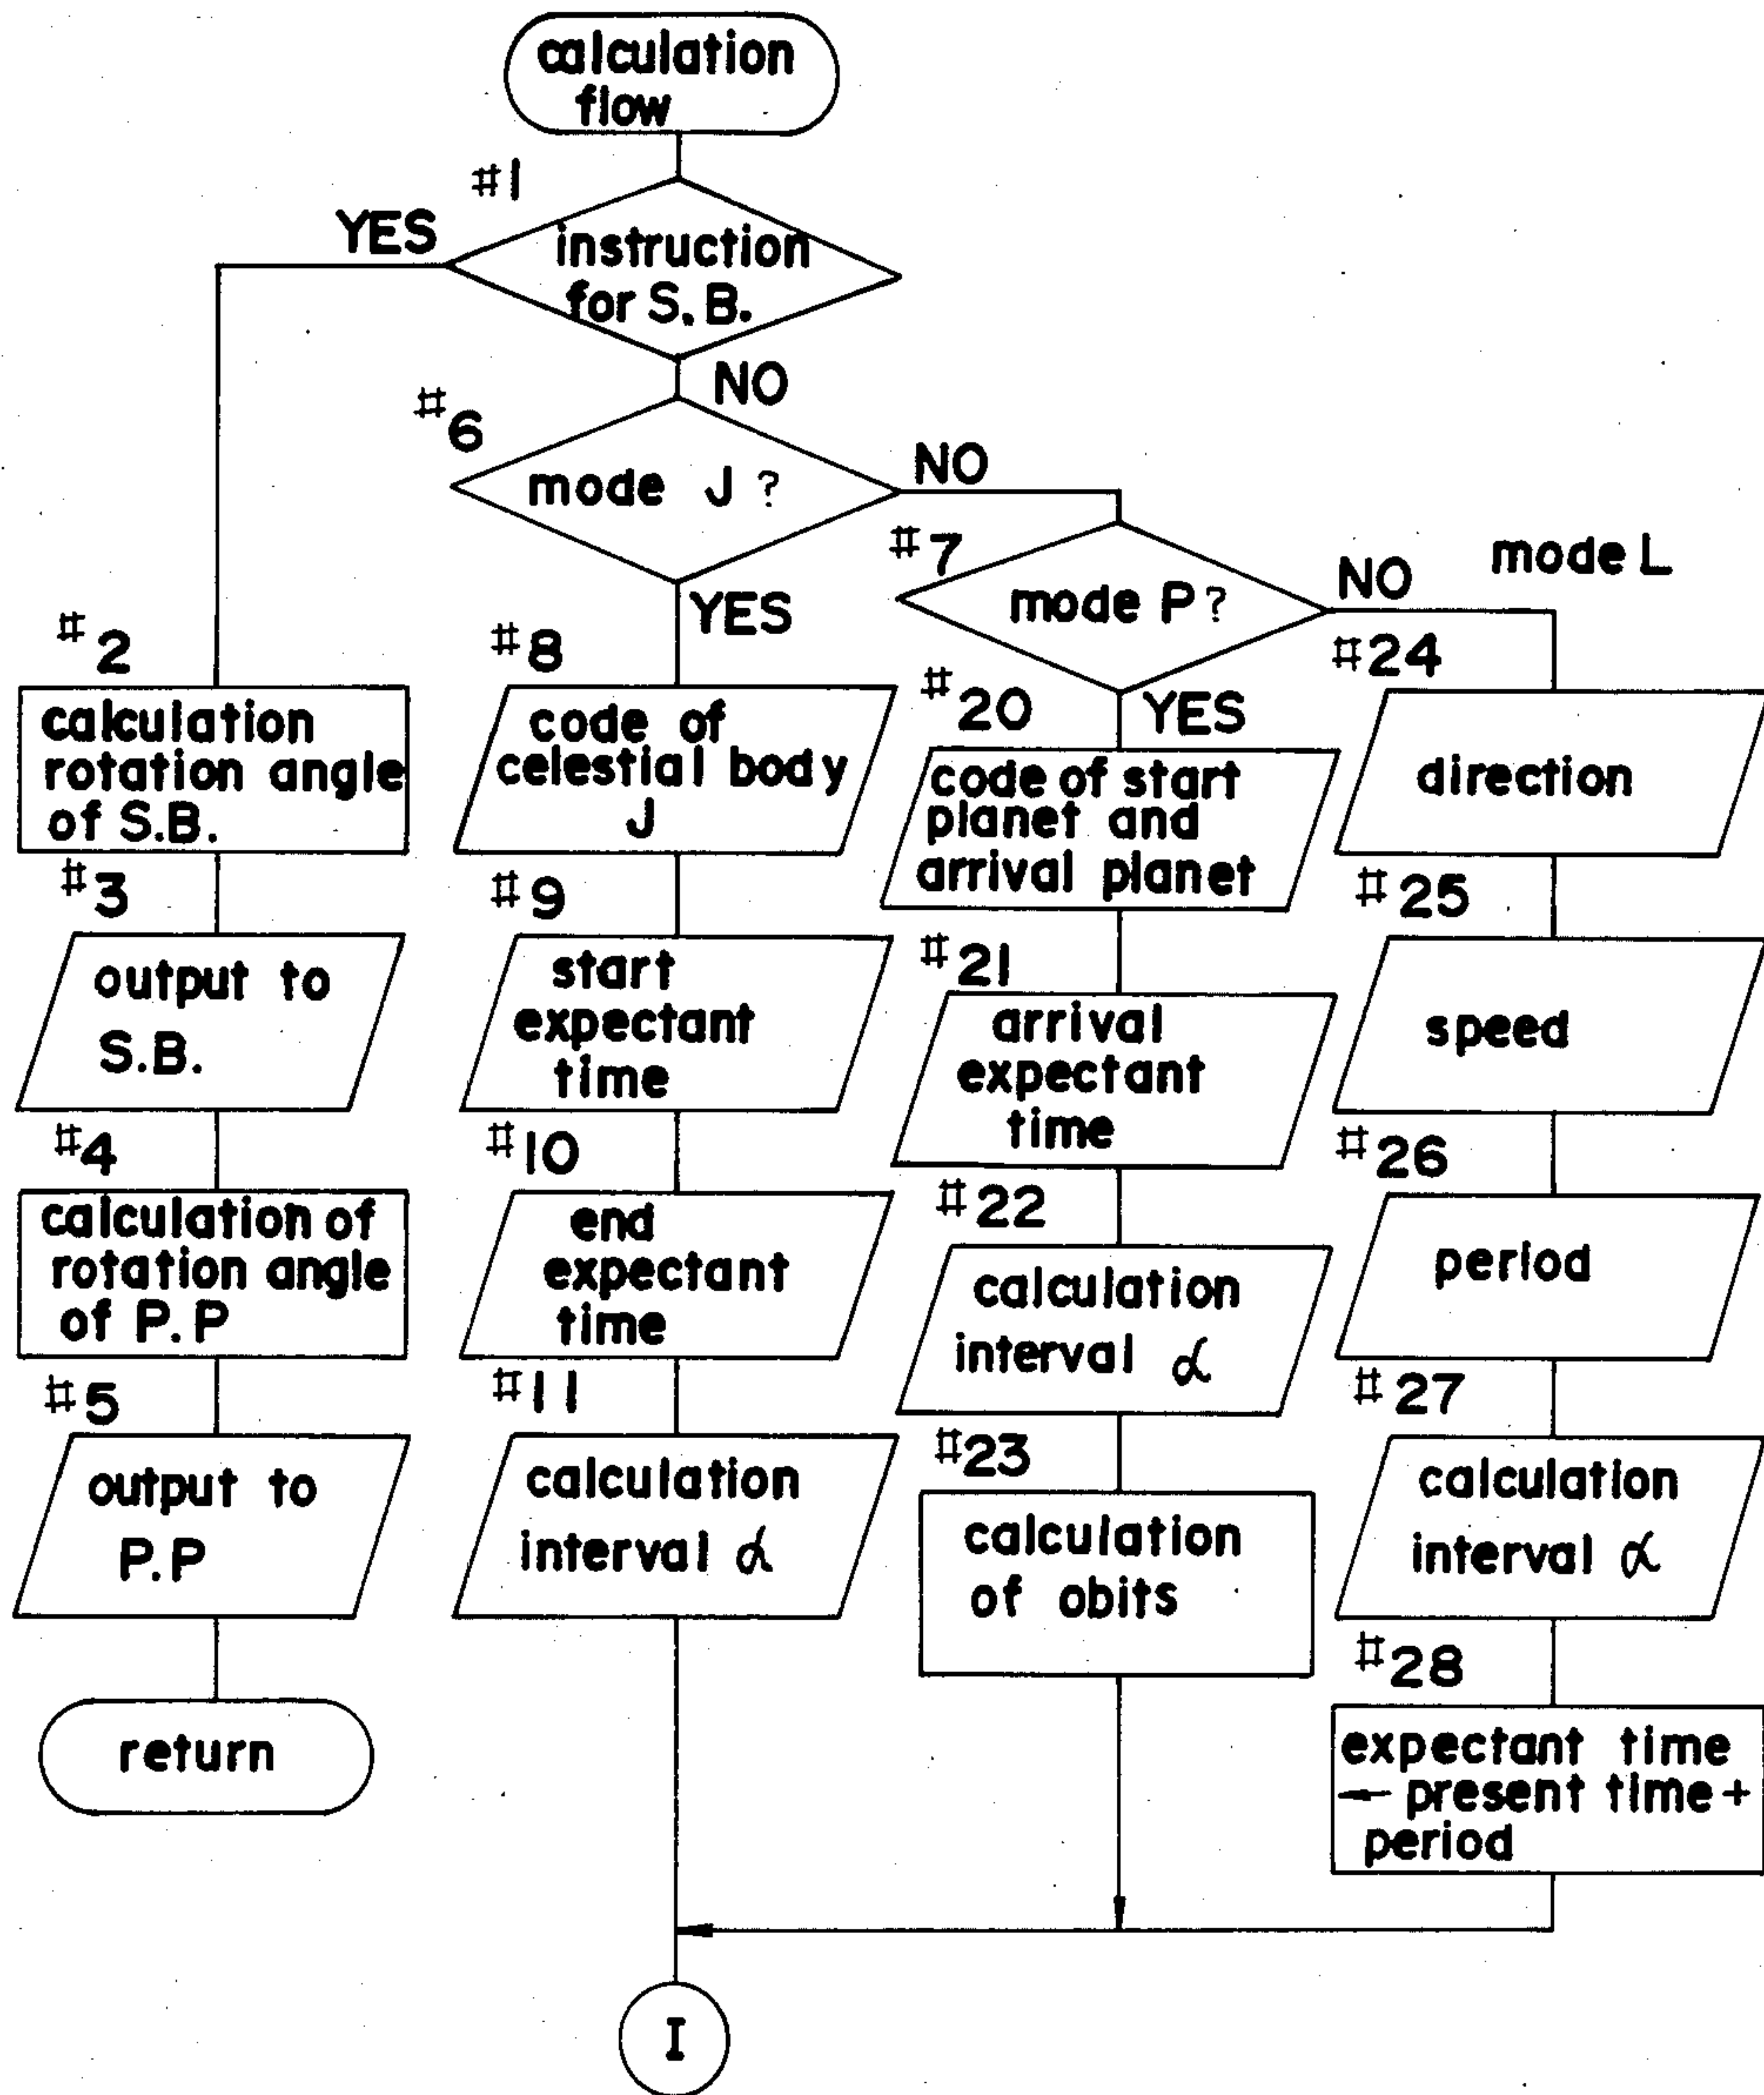 calculation
flow
#1
YES
instruction
for S.B.
NO
#6
mode J ?
NO
#7
mode P?
NO
mode L
YES
YES
#2
calculation
rotation angle
of S.B.
#3
output to
S.B.
#4
calculation of
rotation angle
of P.P
#5
output to
P.P
return
#8
code of
celestial body
J
#9
start
expectant
time
#10
end
expectant
time
#11
calculation
interval α
#20
code of start
planet and
arrival planet
#21
arrival
expectant
time
#22
calculation
interval α
#23
calculation
of obits
#24
direction
#25
speed
#26
period
#27
calculation
interval α
#28
expectant time
← present time +
period
I